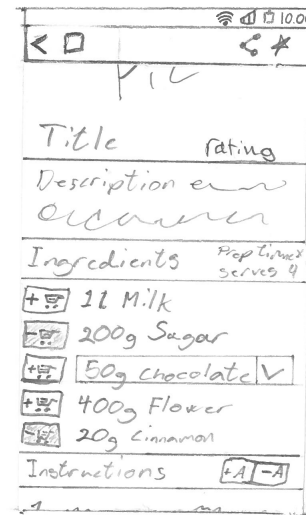 10.00
Pic
Title rating
Description
Ingredients Prep time x
serves 4
+ 1l Milk
- 200g Sugar
+ 50g chocolate
+ 400g Flower
- 20g Cinnamon
Instructions +A -A